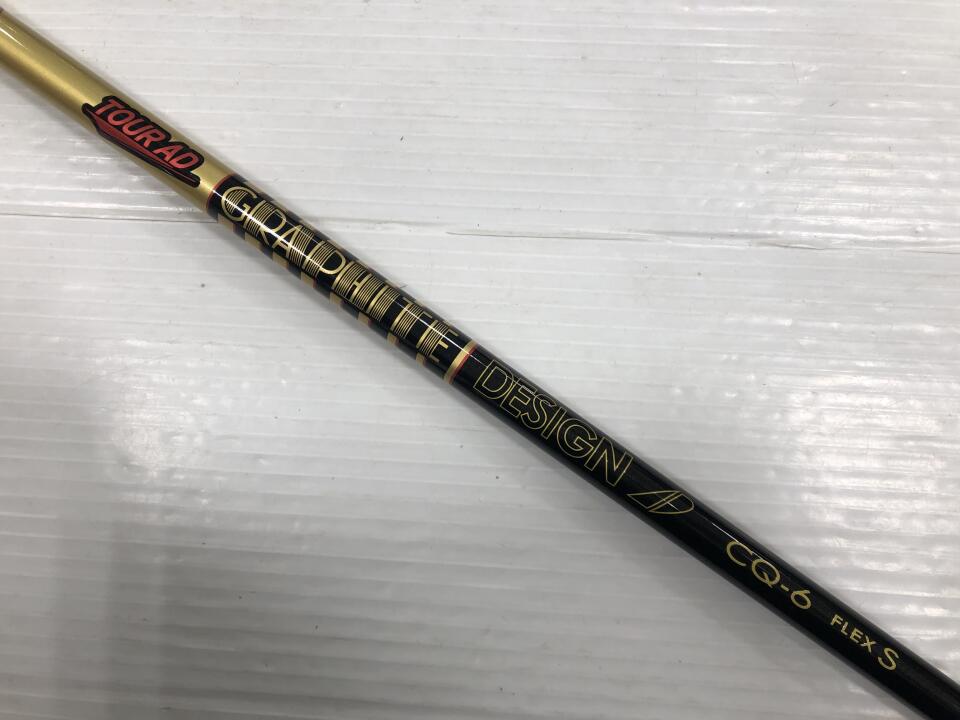 TOUR AD
GRAPHITE
DESIGN AD
CQ-6 FLEX S